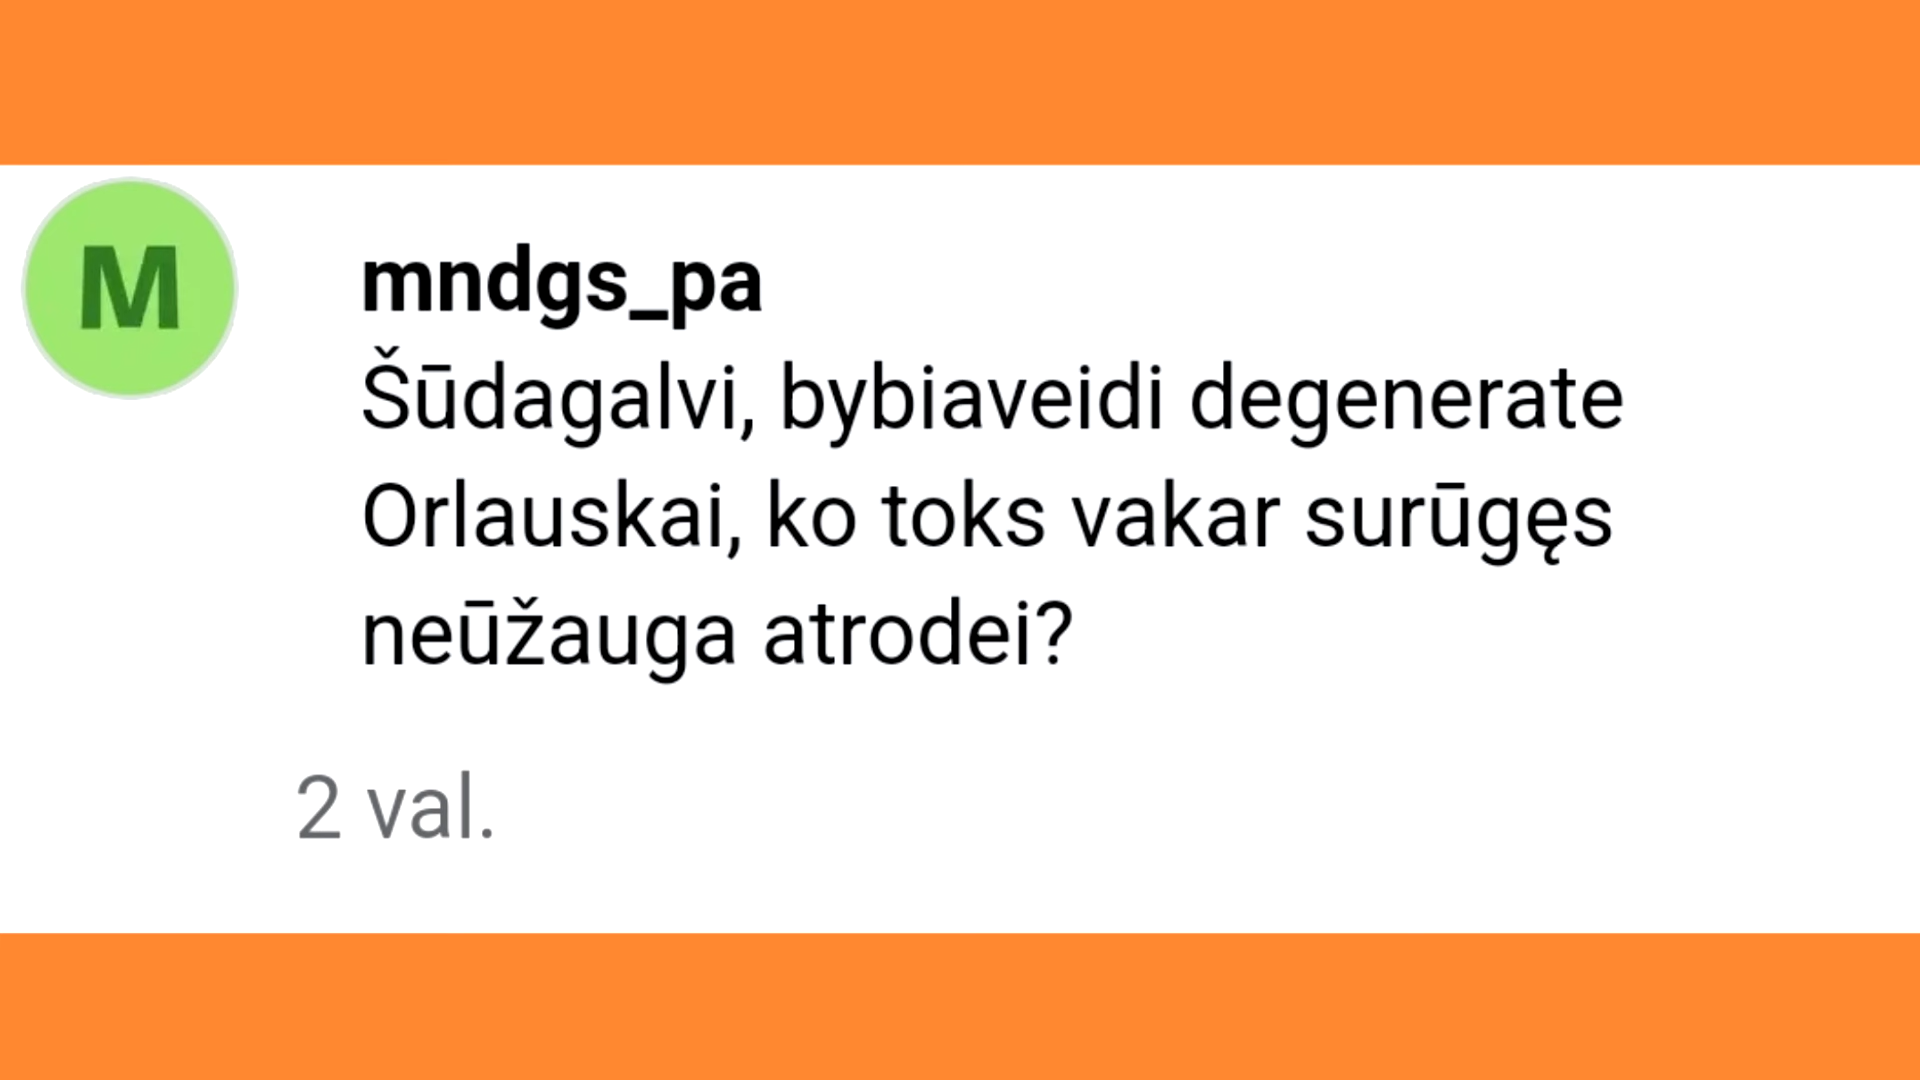 M
mndgs_pa
Šūdagalvi, bybiaveidi degenerate
Orlauskai, ko toks vakar surūgęs
neūžauga atrodei?
2 val.